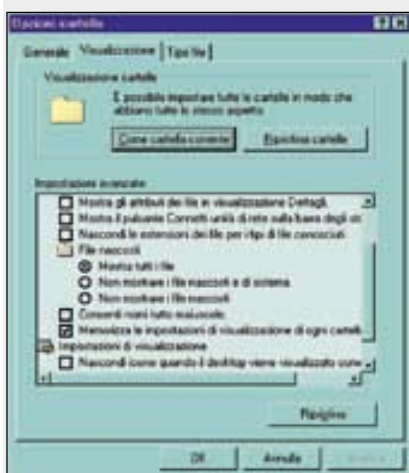 Opzioni cartella
Generale Visualizzazione Tipi file
Visualizzazione cartelle
È possibile impostare tutte le cartelle in modo che
abbiano tutte lo stesso aspetto.
Come cartella corrente Ripristina cartelle
Impostazioni avanzate:
Mostra gli attributi dei file in visualizzazione Dettagli.
Mostra il pulsante Connetti unità di rete sulla barra degli st
Nascondi le estensioni dei file per i tipi di file conosciuti.
File nascosti
Mostra tutti i file
Non mostrare i file nascosti e di sistema.
Non mostrare i file nascosti
Consenti nomi tutto maiuscole.
Memorizza le impostazioni di visualizzazione di ogni cartell
Impostazioni di visualizzazione
Nascondi icone quando il desktop viene visualizzato come
Ripristina
OK Annulla